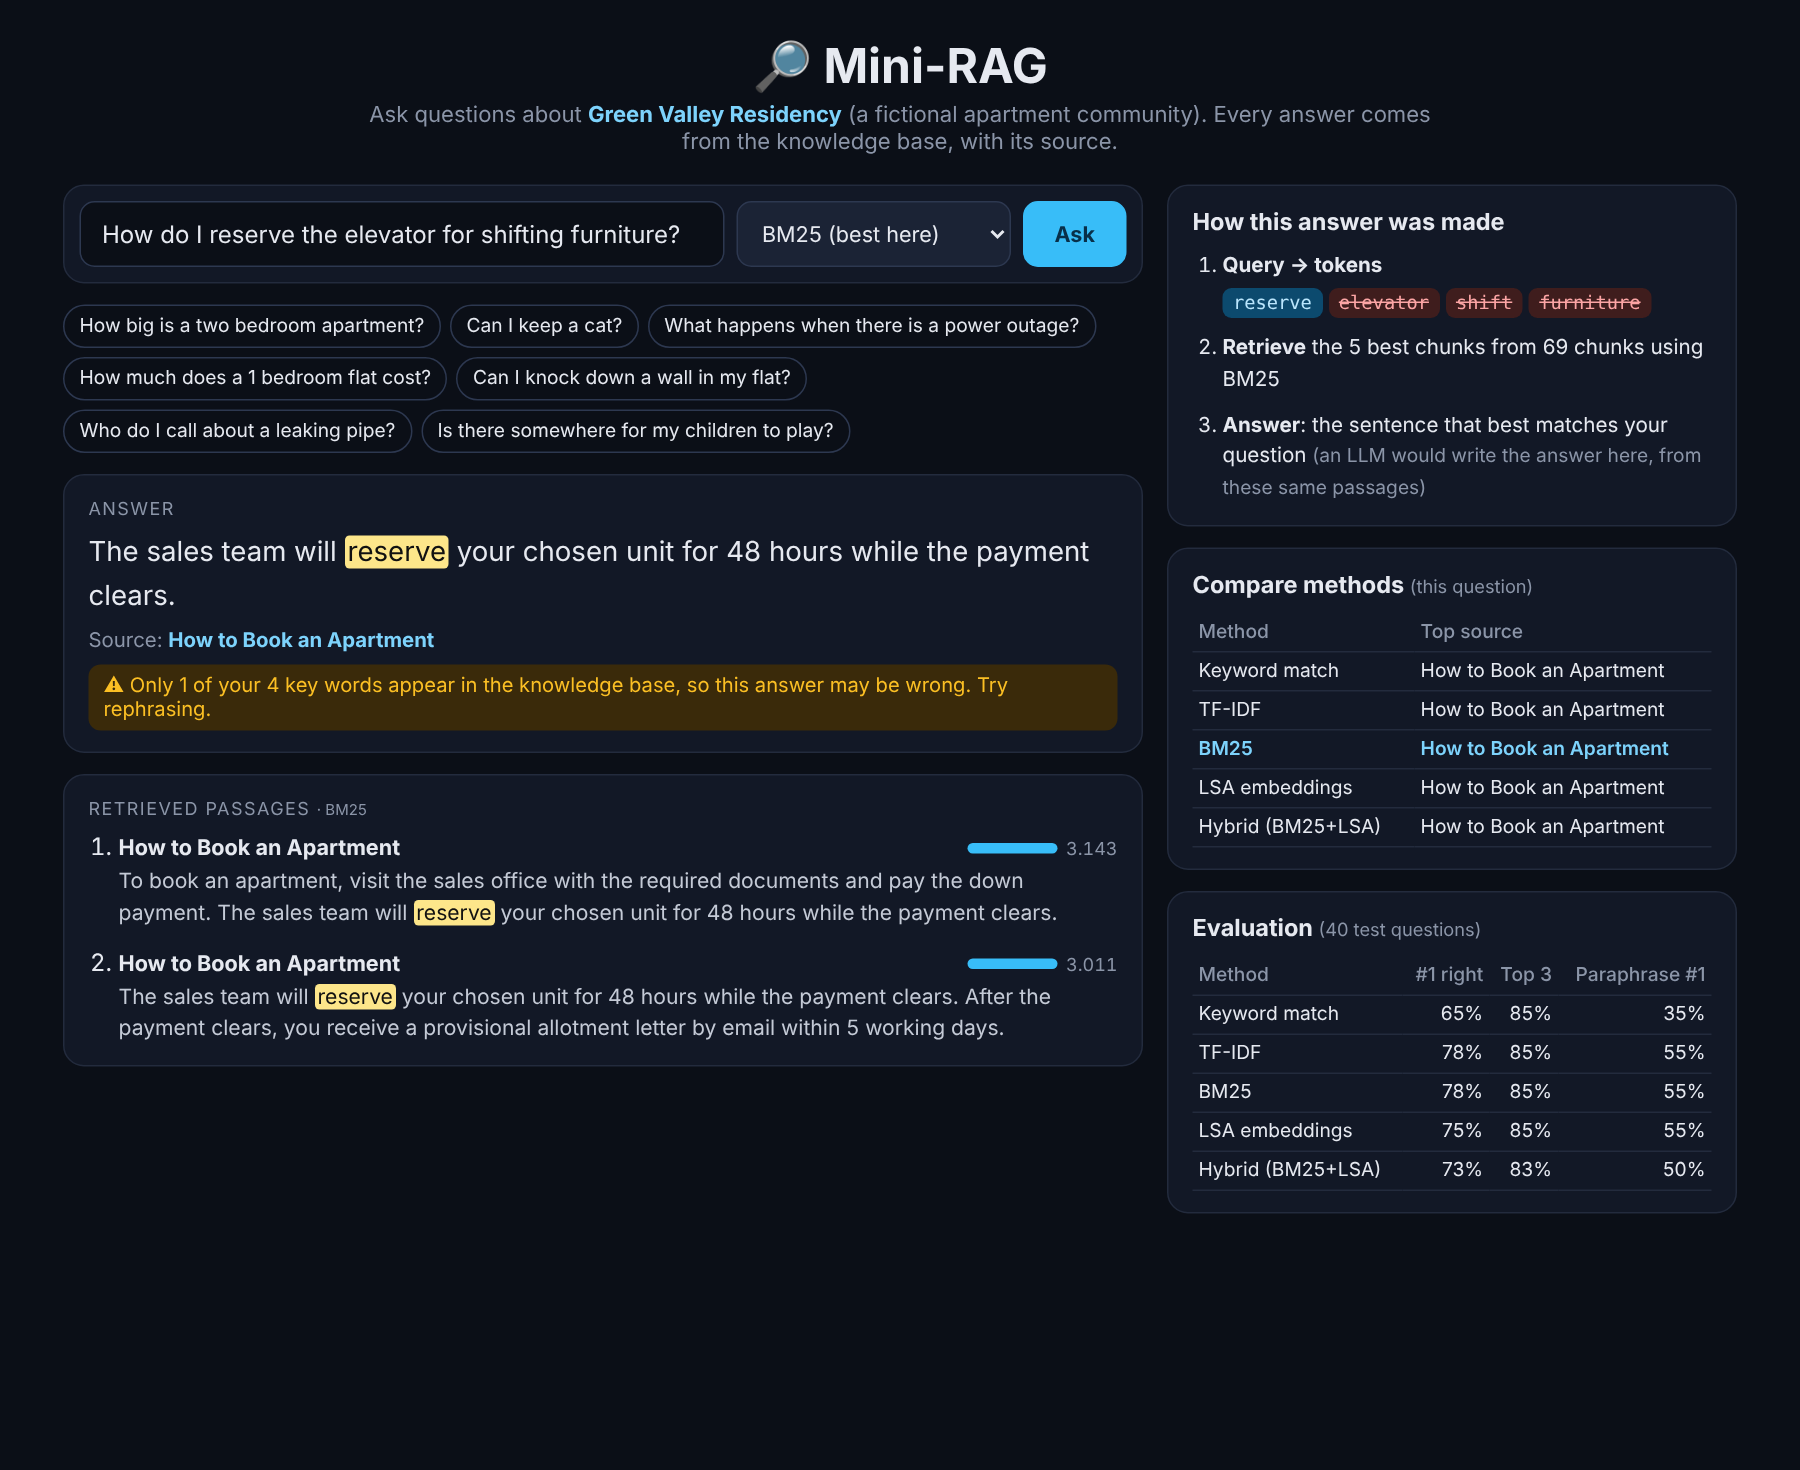 🔎 Mini-RAG
Ask questions about Green Valley Residency (a fictional apartment community). Every answer comes
from the knowledge base, with its source.
How do I reserve the elevator for shifting furniture?
BM25 (best here)
Ask
How big is a two bedroom apartment?
Can I keep a cat?
What happens when there is a power outage?
How much does a 1 bedroom flat cost?
Can I knock down a wall in my flat?
Who do I call about a leaking pipe?
Is there somewhere for my children to play?
ANSWER
The sales team will reserve your chosen unit for 48 hours while the payment
clears.
Source: How to Book an Apartment
⚠ Only 1 of your 4 key words appear in the knowledge base, so this answer may be wrong. Try
rephrasing.
RETRIEVED PASSAGES · BM25
1. How to Book an Apartment 3.143
To book an apartment, visit the sales office with the required documents and pay the down
payment. The sales team will reserve your chosen unit for 48 hours while the payment clears.
2. How to Book an Apartment 3.011
The sales team will reserve your chosen unit for 48 hours while the payment clears. After the
payment clears, you receive a provisional allotment letter by email within 5 working days.
How this answer was made
1. Query → tokens
reserve elevator shift furniture
2. Retrieve the 5 best chunks from 69 chunks using
BM25
3. Answer: the sentence that best matches your
question (an LLM would write the answer here, from
these same passages)
Compare methods (this question)
Method Top source
Keyword match How to Book an Apartment
TF-IDF How to Book an Apartment
BM25 How to Book an Apartment
LSA embeddings How to Book an Apartment
Hybrid (BM25+LSA) How to Book an Apartment
Evaluation (40 test questions)
Method #1 right Top 3 Paraphrase #1
Keyword match 65% 85% 35%
TF-IDF 78% 85% 55%
BM25 78% 85% 55%
LSA embeddings 75% 85% 55%
Hybrid (BM25+LSA) 73% 83% 50%